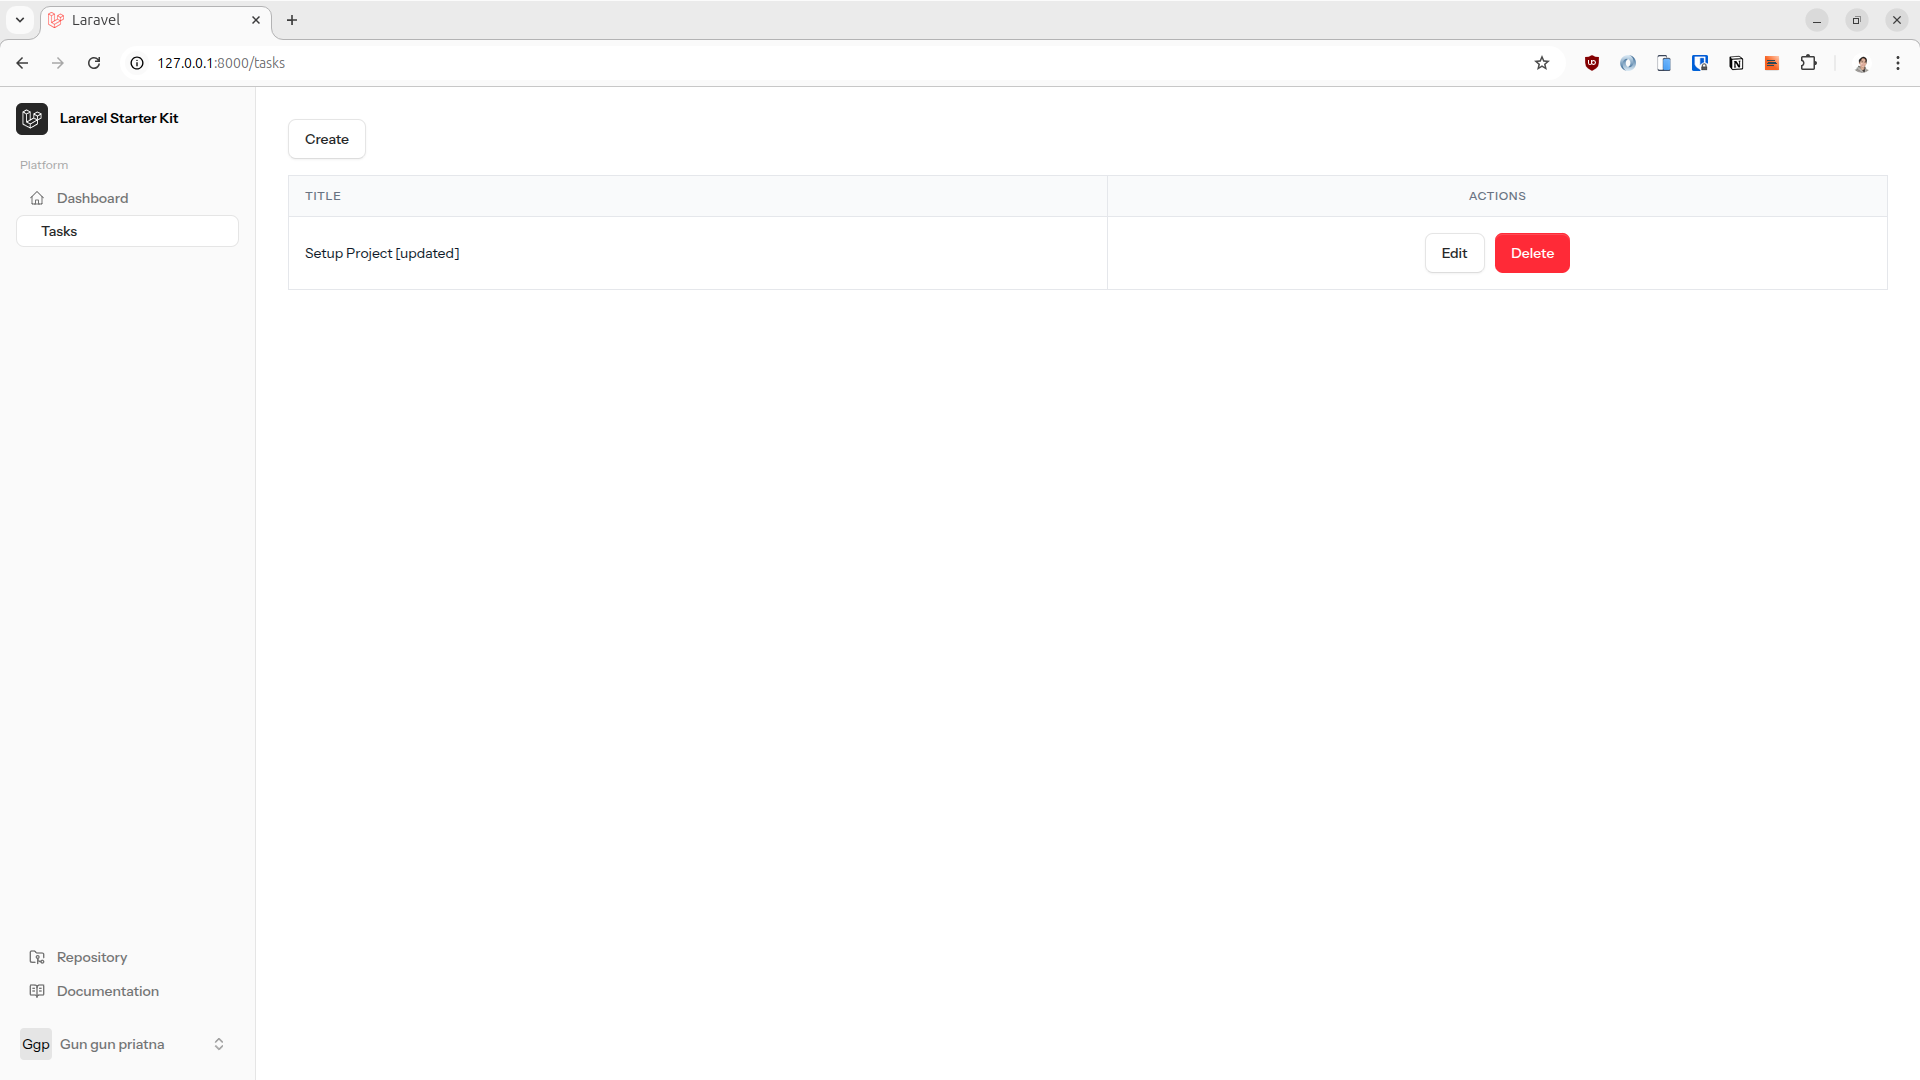 Laravel
127.0.0.1:8000/tasks
Laravel Starter Kit
Platform
Dashboard
Tasks
Create
TITLE ACTIONS
Setup Project [updated] Edit Delete
Repository
Documentation
Ggp Gun gun priatna